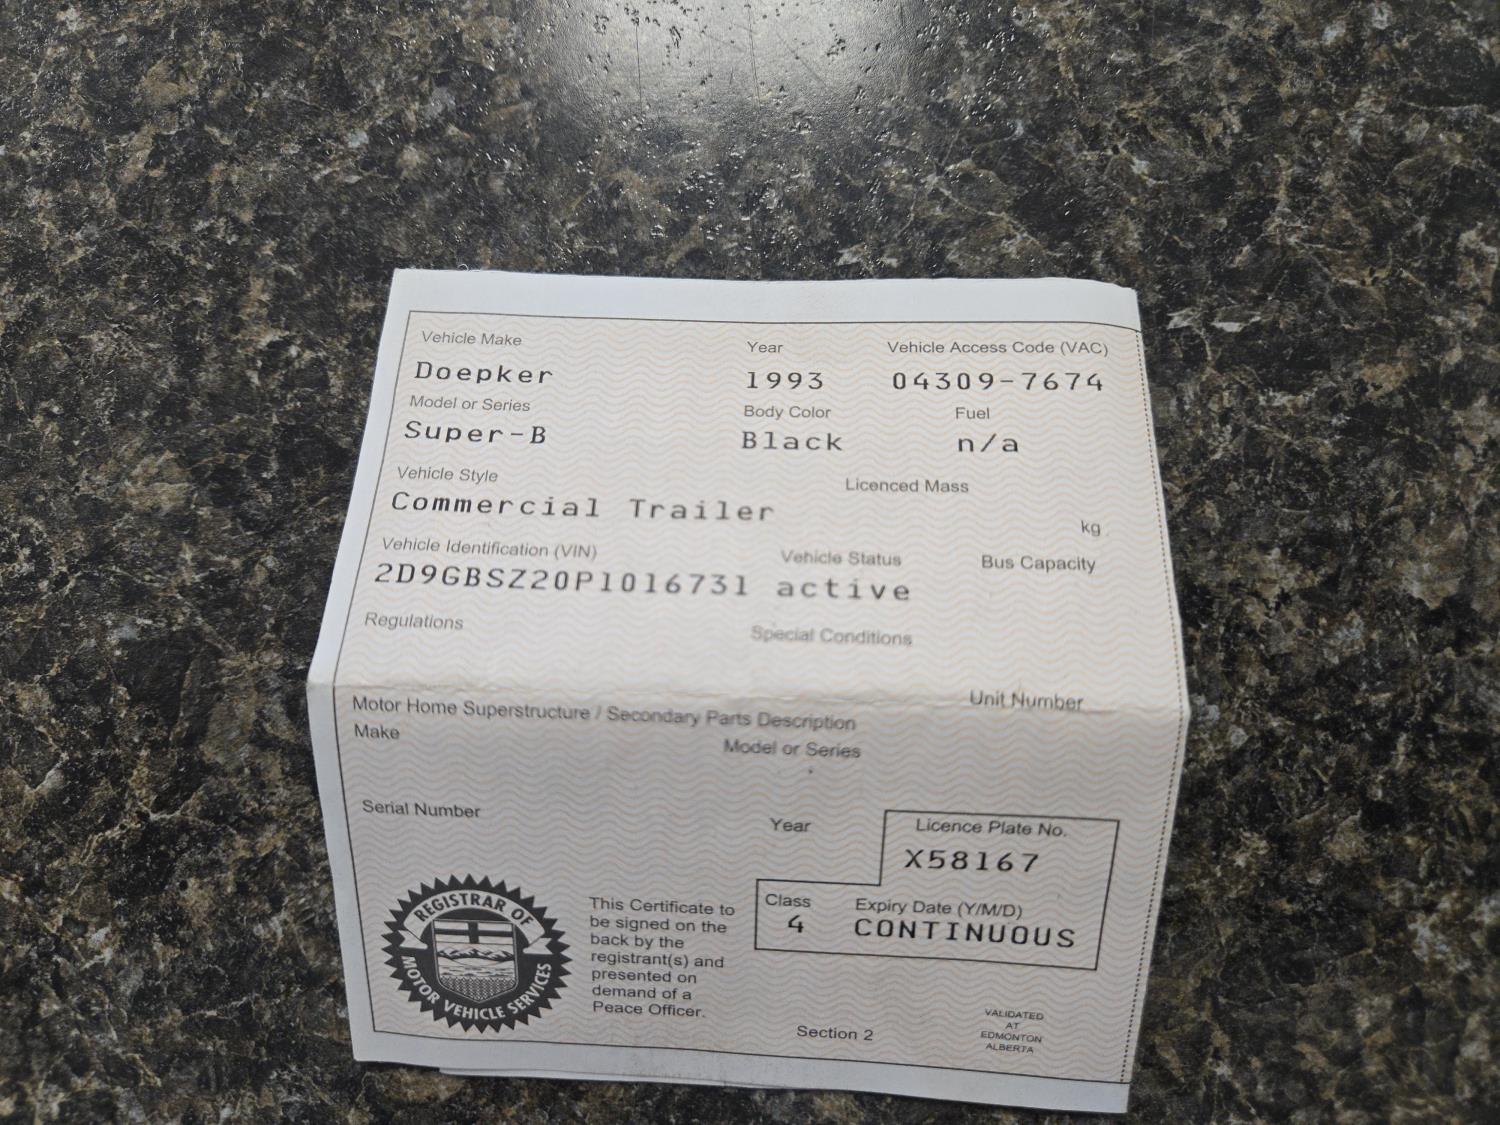 Vehicle Make Year Vehicle Access Code (VAC)
Doepker 1993 04309-7674
Model or Series Body Color Fuel
Super-B Black n/a
Vehicle Style Licenced Mass
Commercial Trailer kg
Vehicle Identification (VIN) Vehicle Status Bus Capacity
2D9GBSZ20P1016731 active
Regulations Special Conditions
Unit Number
Motor Home Superstructure / Secondary Parts Description
Make Model or Series
Serial Number Year
Licence Plate No.
X58167
Class Expiry Date (Y/M/D)
4 CONTINUOUS
REGISTRAR OF
MOTOR VEHICLE SERVICES
This Certificate to
be signed on the
back by the
registrant(s) and
presented on
demand of a
Peace Officer.
Section 2
VALIDATED
AT
EDMONTON
ALBERTA